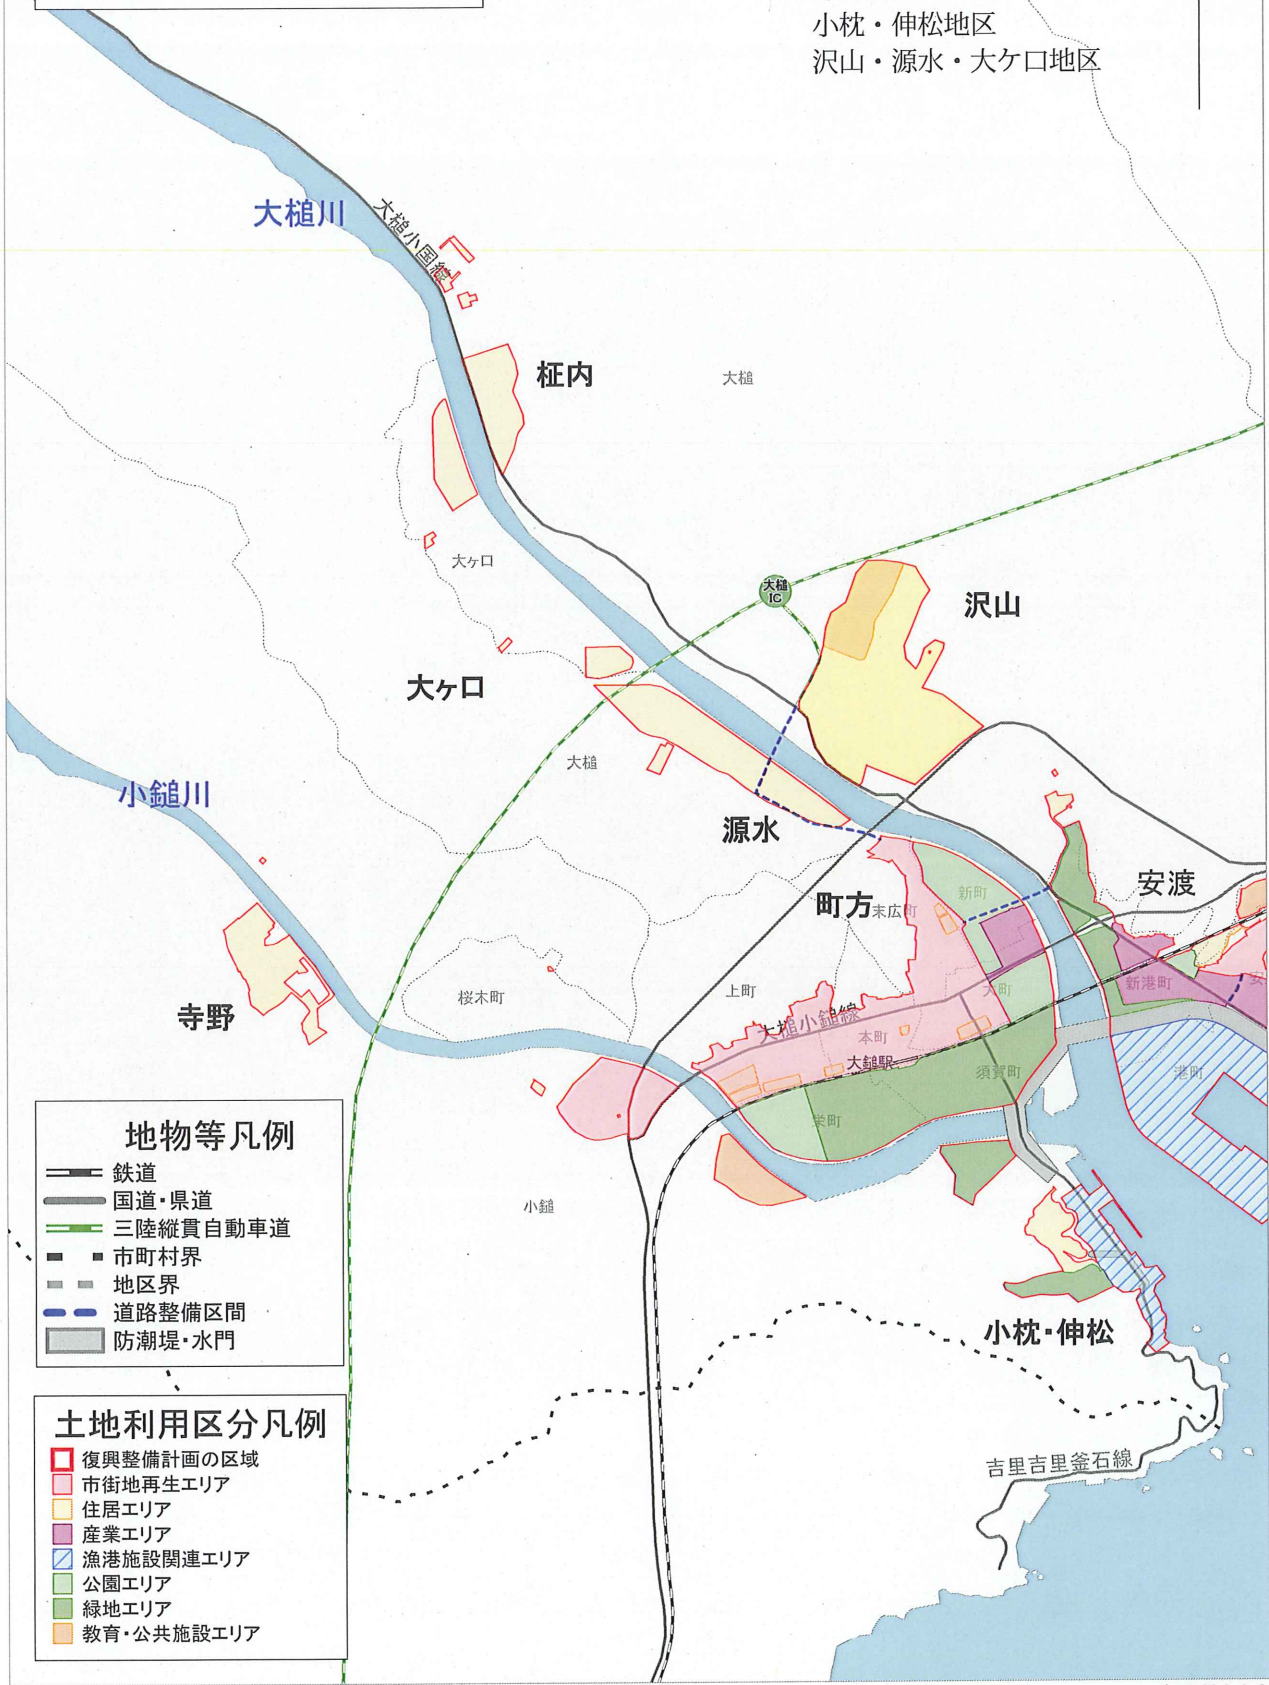 小枕・伸松地区
沢山・源水・大ケ口地区
大槌川
大槌小国線
柾内
大槌
大ヶ口
大槌
IC
沢山
大ヶ口
大槌
小鎚川
源水
町方
末広町
新町
安渡
寺野
桜木町
上町
大槌小鎚線
本町
大町
新港町
安
大鎚駅
須賀町
港町
栄町
小鎚
小枕・伸松
吉里吉里釜石線
地物等凡例
鉄道
国道・県道
三陸縦貫自動車道
市町村界
地区界
道路整備区間
防潮堤・水門
土地利用区分凡例
復興整備計画の区域
市街地再生エリア
住居エリア
産業エリア
漁港施設関連エリア
公園エリア
緑地エリア
教育・公共施設エリア